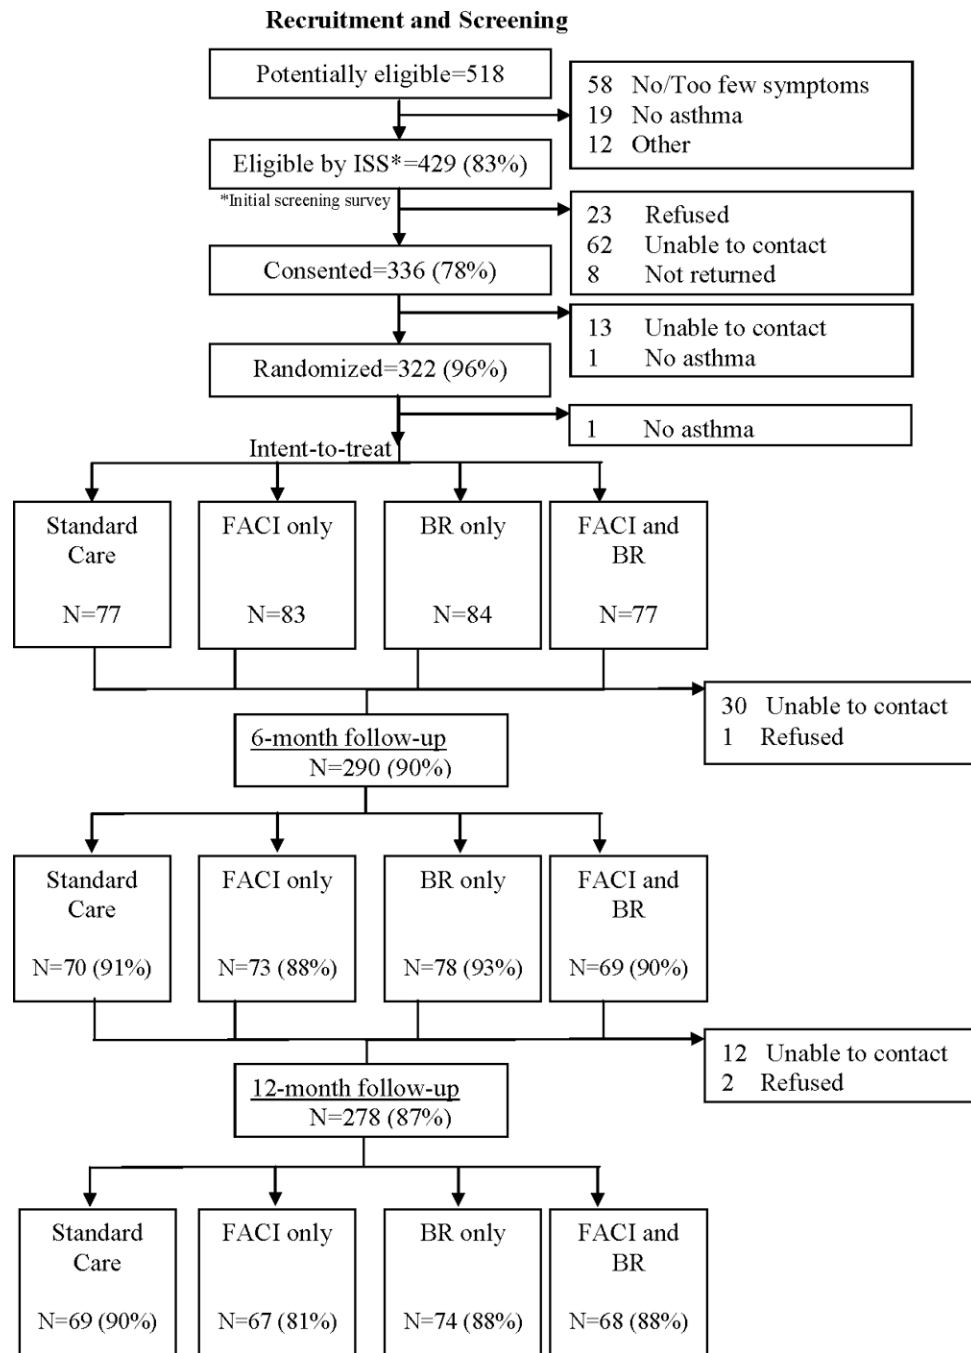 Recruitment and Screening
Potentially eligible=518
58 No/Too few symptoms
19 No asthma
12 Other
Eligible by ISS*=429 (83%)
*Initial screening survey
23 Refused
62 Unable to contact
8 Not returned
Consented=336 (78%)
13 Unable to contact
1 No asthma
Randomized=322 (96%)
1 No asthma
Intent-to-treat
Standard
Care
N=77
FACI only
N=83
BR only
N=84
FACI and
BR
N=77
30 Unable to contact
1 Refused
6-month follow-up
N=290 (90%)
Standard
Care
N=70 (91%)
FACI only
N=73 (88%)
BR only
N=78 (93%)
FACI and
BR
N=69 (90%)
12 Unable to contact
2 Refused
12-month follow-up
N=278 (87%)
Standard
Care
N=69 (90%)
FACI only
N=67 (81%)
BR only
N=74 (88%)
FACI and
BR
N=68 (88%)